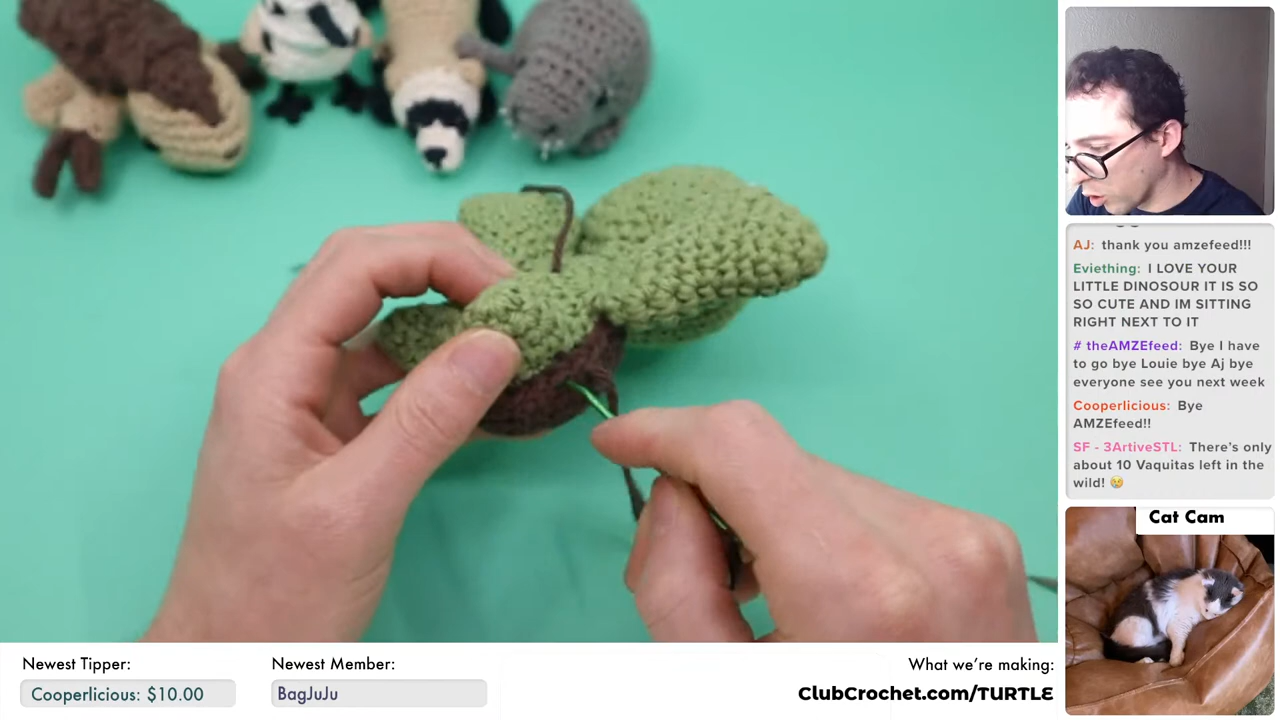 AJ: thank you amzefeed!!!
Eviething: I LOVE YOUR
LITTLE DINOSOUR IT IS SO
SO CUTE AND IM SITTING
RIGHT NEXT TO IT
# theAMZEfeed: Bye I have
to go bye Louie bye Aj bye
everyone see you next week
Cooperlicious: Bye
AMZEfeed!!
SF - 3ArtiveSTL: There's only
about 10 Vaquitas left in the
wild! 😢
Cat Cam
Newest Tipper:
Cooperlicious: $10.00
Newest Member:
BagJuJu
What we're making:
ClubCrochet.com/TURTLE